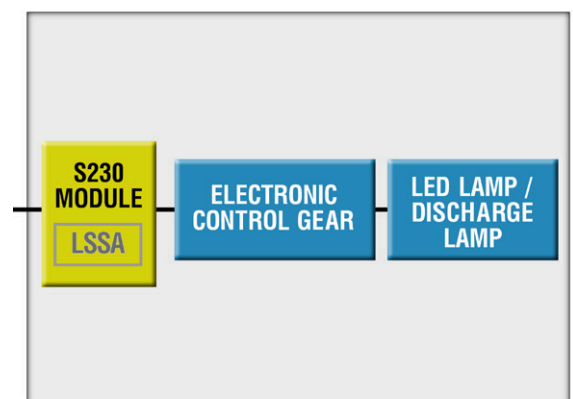 S230
MODULE
LSSA
ELECTRONIC
CONTROL GEAR
LED LAMP /
DISCHARGE
LAMP